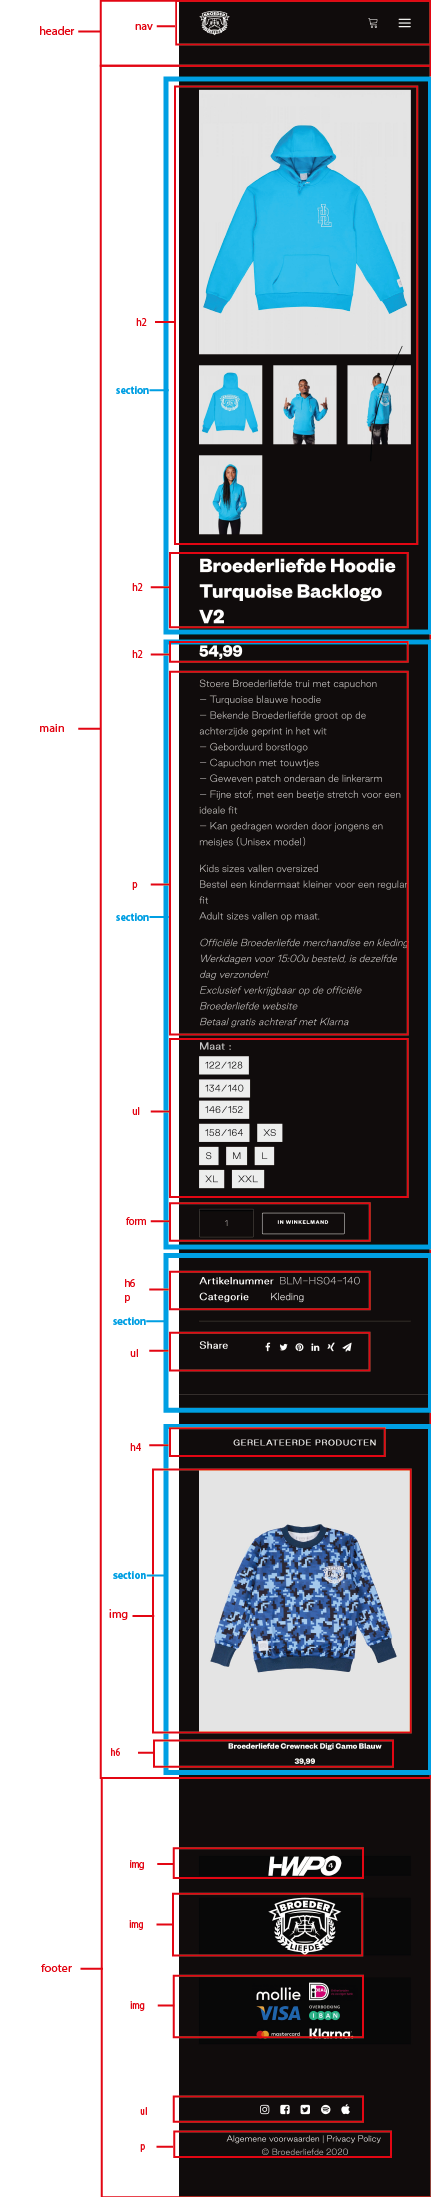 header
nav
BROEDER
LIEFDE
h2
section
h2
Broederliefde Hoodie
Turquoise Backlogo
V2
h2
54,99
main
Stoere Broederliefde trui met capuchon
– Turquoise blauwe hoodie
– Bekende Broederliefde groot op de
achterzijde geprint in het wit
– Geborduurd borstlogo
– Capuchon met touwtjes
– Geweven patch onderaan de linkerarm
– Fijne stof, met een beetje stretch voor een
ideale fit
– Kan gedragen worden door jongens en
meisjes (Unisex model)
p
Kids sizes vallen oversized
Bestel een kindermaat kleiner voor een regular
fit
section
Adult sizes vallen op maat.
Officiële Broederliefde merchandise en kleding
Werkdagen voor 15:00u besteld, is dezelfde
dag verzonden!
Exclusief verkrijgbaar op de officiële
Broederliefde website
Betaal gratis achteraf met Klarna
Maat :
122/128
134/140
ul
146/152
158/164 XS
S M L
XL XXL
form
1 IN WINKELMAND
h6
p
Artikelnummer BLM-HS04-140
Categorie Kleding
section
ul
Share
h4
GERELATEERDE PRODUCTEN
section
img
h6
Broederliefde Crewneck Digi Camo Blauw
39,99
img
HWPO
img
BROEDER
LIEFDE
footer
img
mollie
VISA
OVERBOEKING
IBAN
mastercard
Klarna
ul
p
Algemene voorwaarden | Privacy Policy
© Broederliefde 2020